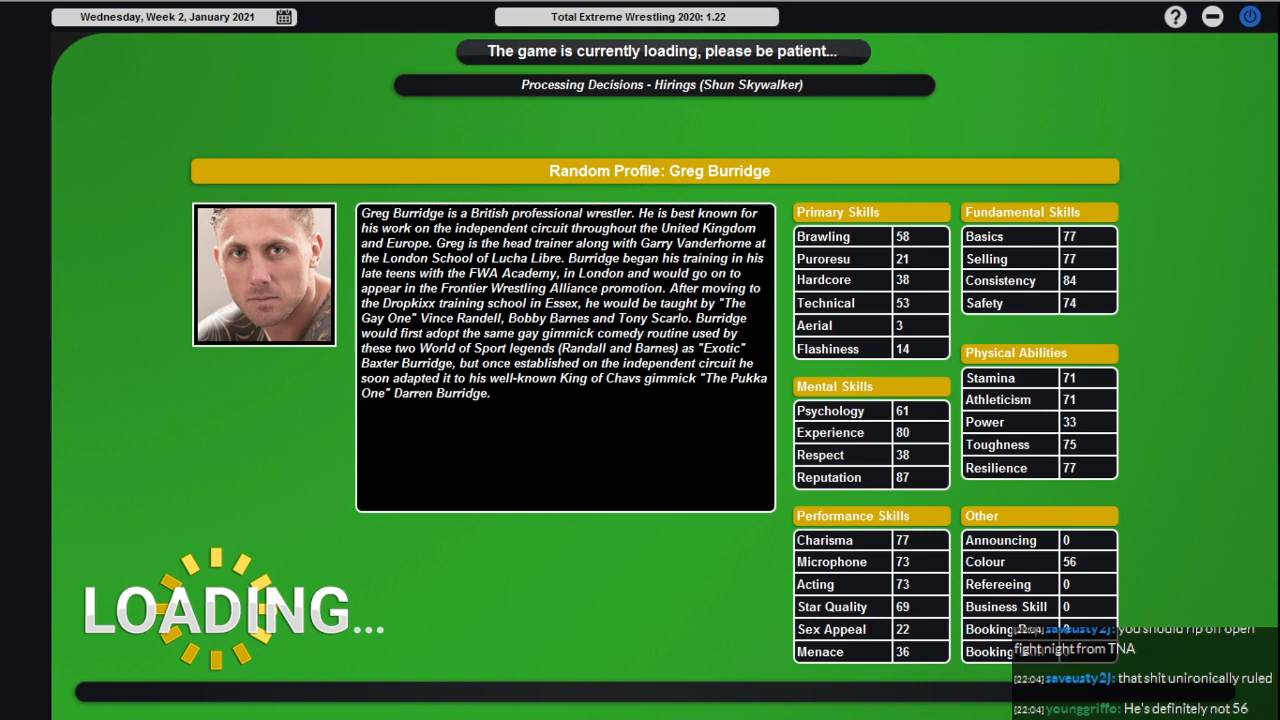 Wednesday, Week 2, January 2021
Total Extreme Wrestling 2020: 1.22
?
The game is currently loading, please be patient...
Processing Decisions - Hirings (Shun Skywalker)
Random Profile: Greg Burridge
Greg Burridge is a British professional wrestler. He is best known for
his work on the independent circuit throughout the United Kingdom
and Europe. Greg is the head trainer along with Garry Vanderhorne at
the London School of Lucha Libre. Burridge began his training in his
late teens with the FWA Academy, in London and would go on to
appear in the Frontier Wrestling Alliance promotion. After moving to
the Dropkixx training school in Essex, he would be taught by "The
Gay One" Vince Randell, Bobby Barnes and Tony Scarlo. Burridge
would first adopt the same gay gimmick comedy routine used by
these two World of Sport legends (Randall and Barnes) as "Exotic"
Baxter Burridge, but once established on the independent circuit he
soon adapted it to his well-known King of Chavs gimmick "The Pukka
One" Darren Burridge.
Primary Skills
Brawling 58
Puroresu 21
Hardcore 38
Technical 53
Aerial 3
Flashiness 14
Mental Skills
Psychology 61
Experience 80
Respect 38
Reputation 87
Performance Skills
Charisma 77
Microphone 73
Acting 73
Star Quality 69
Sex Appeal 22
Menace 36
Fundamental Skills
Basics 77
Selling 77
Consistency 84
Safety 74
Physical Abilities
Stamina 71
Athleticism 71
Power 33
Toughness 75
Resilience 77
Other
Announcing 0
Colour 56
Refereeing 0
Business Skill 0
Booking
Booking
saveusty2j: you should rip off open
fight night from TNA
[22:04] saveusty2j: that shit unironically ruled
[22:04] younggriffo: He's definitely not 56
LOADING...